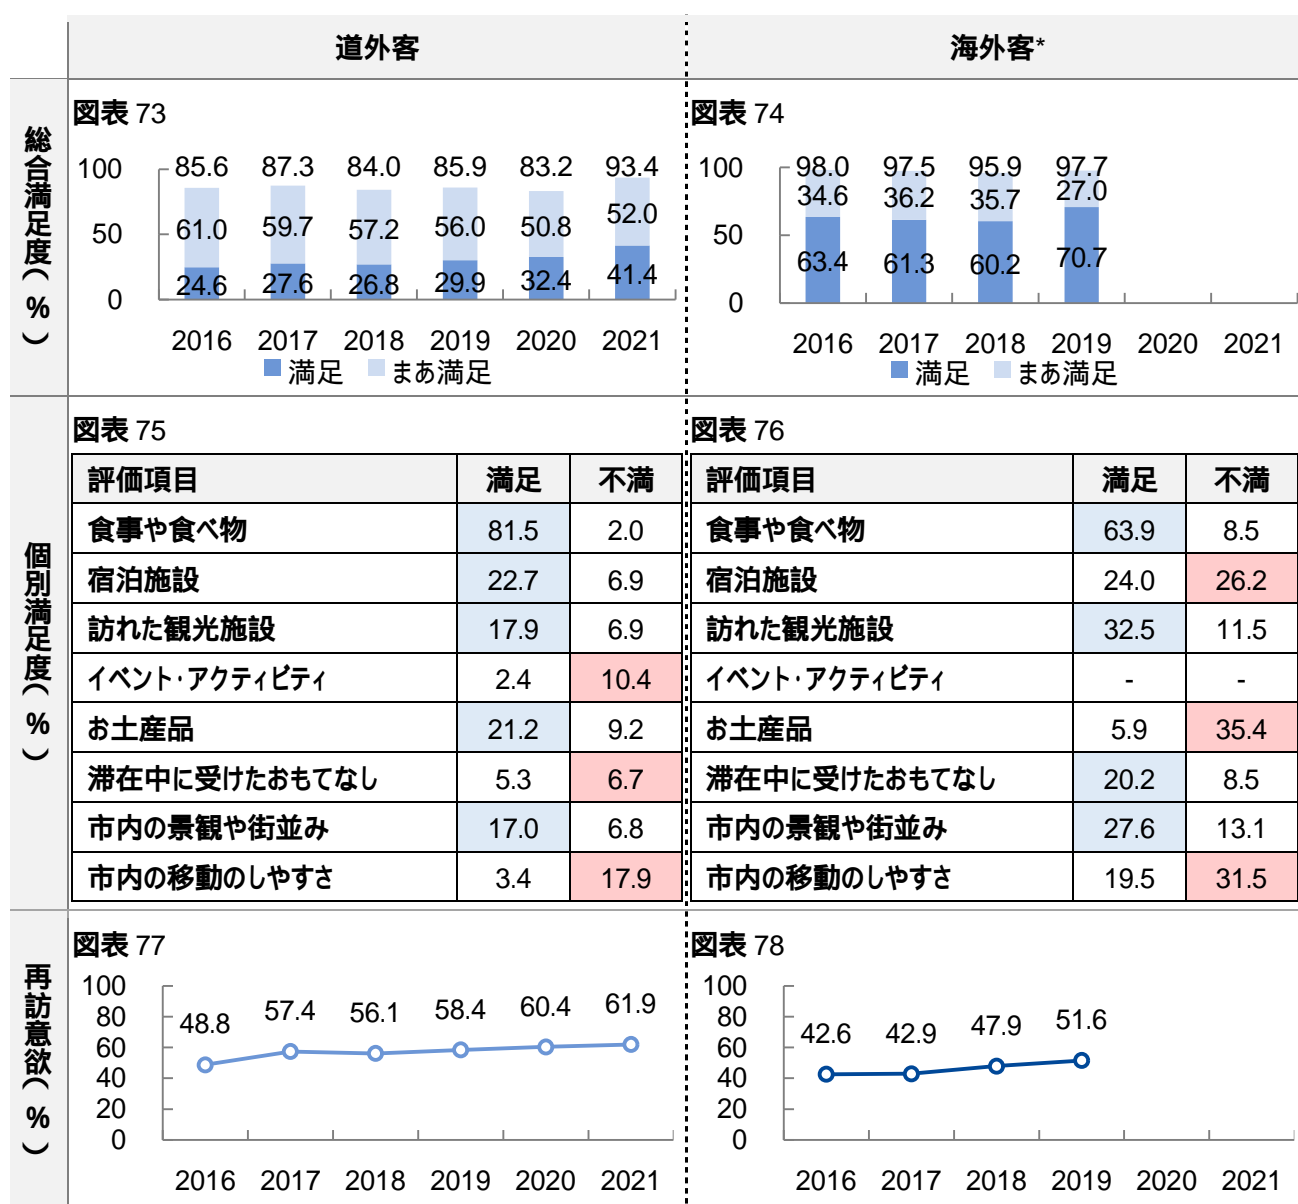 道外客
海外客*
総合満足度(%)
図表 73
100
50
0
85.6 87.3 84.0 85.9 83.2 93.4
61.0 59.7 57.2 56.0 50.8 52.0
24.6 27.6 26.8 29.9 32.4 41.4
2016 2017 2018 2019 2020 2021
満足 まあ満足
図表 74
100
50
0
98.0 97.5 95.9 97.7
34.6 36.2 35.7 27.0
63.4 61.3 60.2 70.7
2016 2017 2018 2019 2020 2021
満足 まあ満足
個別満足度(%)
図表 75
評価項目 満足 不満
食事や食べ物 81.5 2.0
宿泊施設 22.7 6.9
訪れた観光施設 17.9 6.9
イベント・アクティビティ 2.4 10.4
お土産品 21.2 9.2
滞在中に受けたおもてなし 5.3 6.7
市内の景観や街並み 17.0 6.8
市内の移動のしやすさ 3.4 17.9
図表 76
評価項目 満足 不満
食事や食べ物 63.9 8.5
宿泊施設 24.0 26.2
訪れた観光施設 32.5 11.5
イベント・アクティビティ - -
お土産品 5.9 35.4
滞在中に受けたおもてなし 20.2 8.5
市内の景観や街並み 27.6 13.1
市内の移動のしやすさ 19.5 31.5
再訪意欲(%)
図表 77
100
80
60
40
20
0
48.8 57.4 56.1 58.4 60.4 61.9
2016 2017 2018 2019 2020 2021
図表 78
100
80
60
40
20
0
42.6 42.9 47.9 51.6
2016 2017 2018 2019 2020 2021